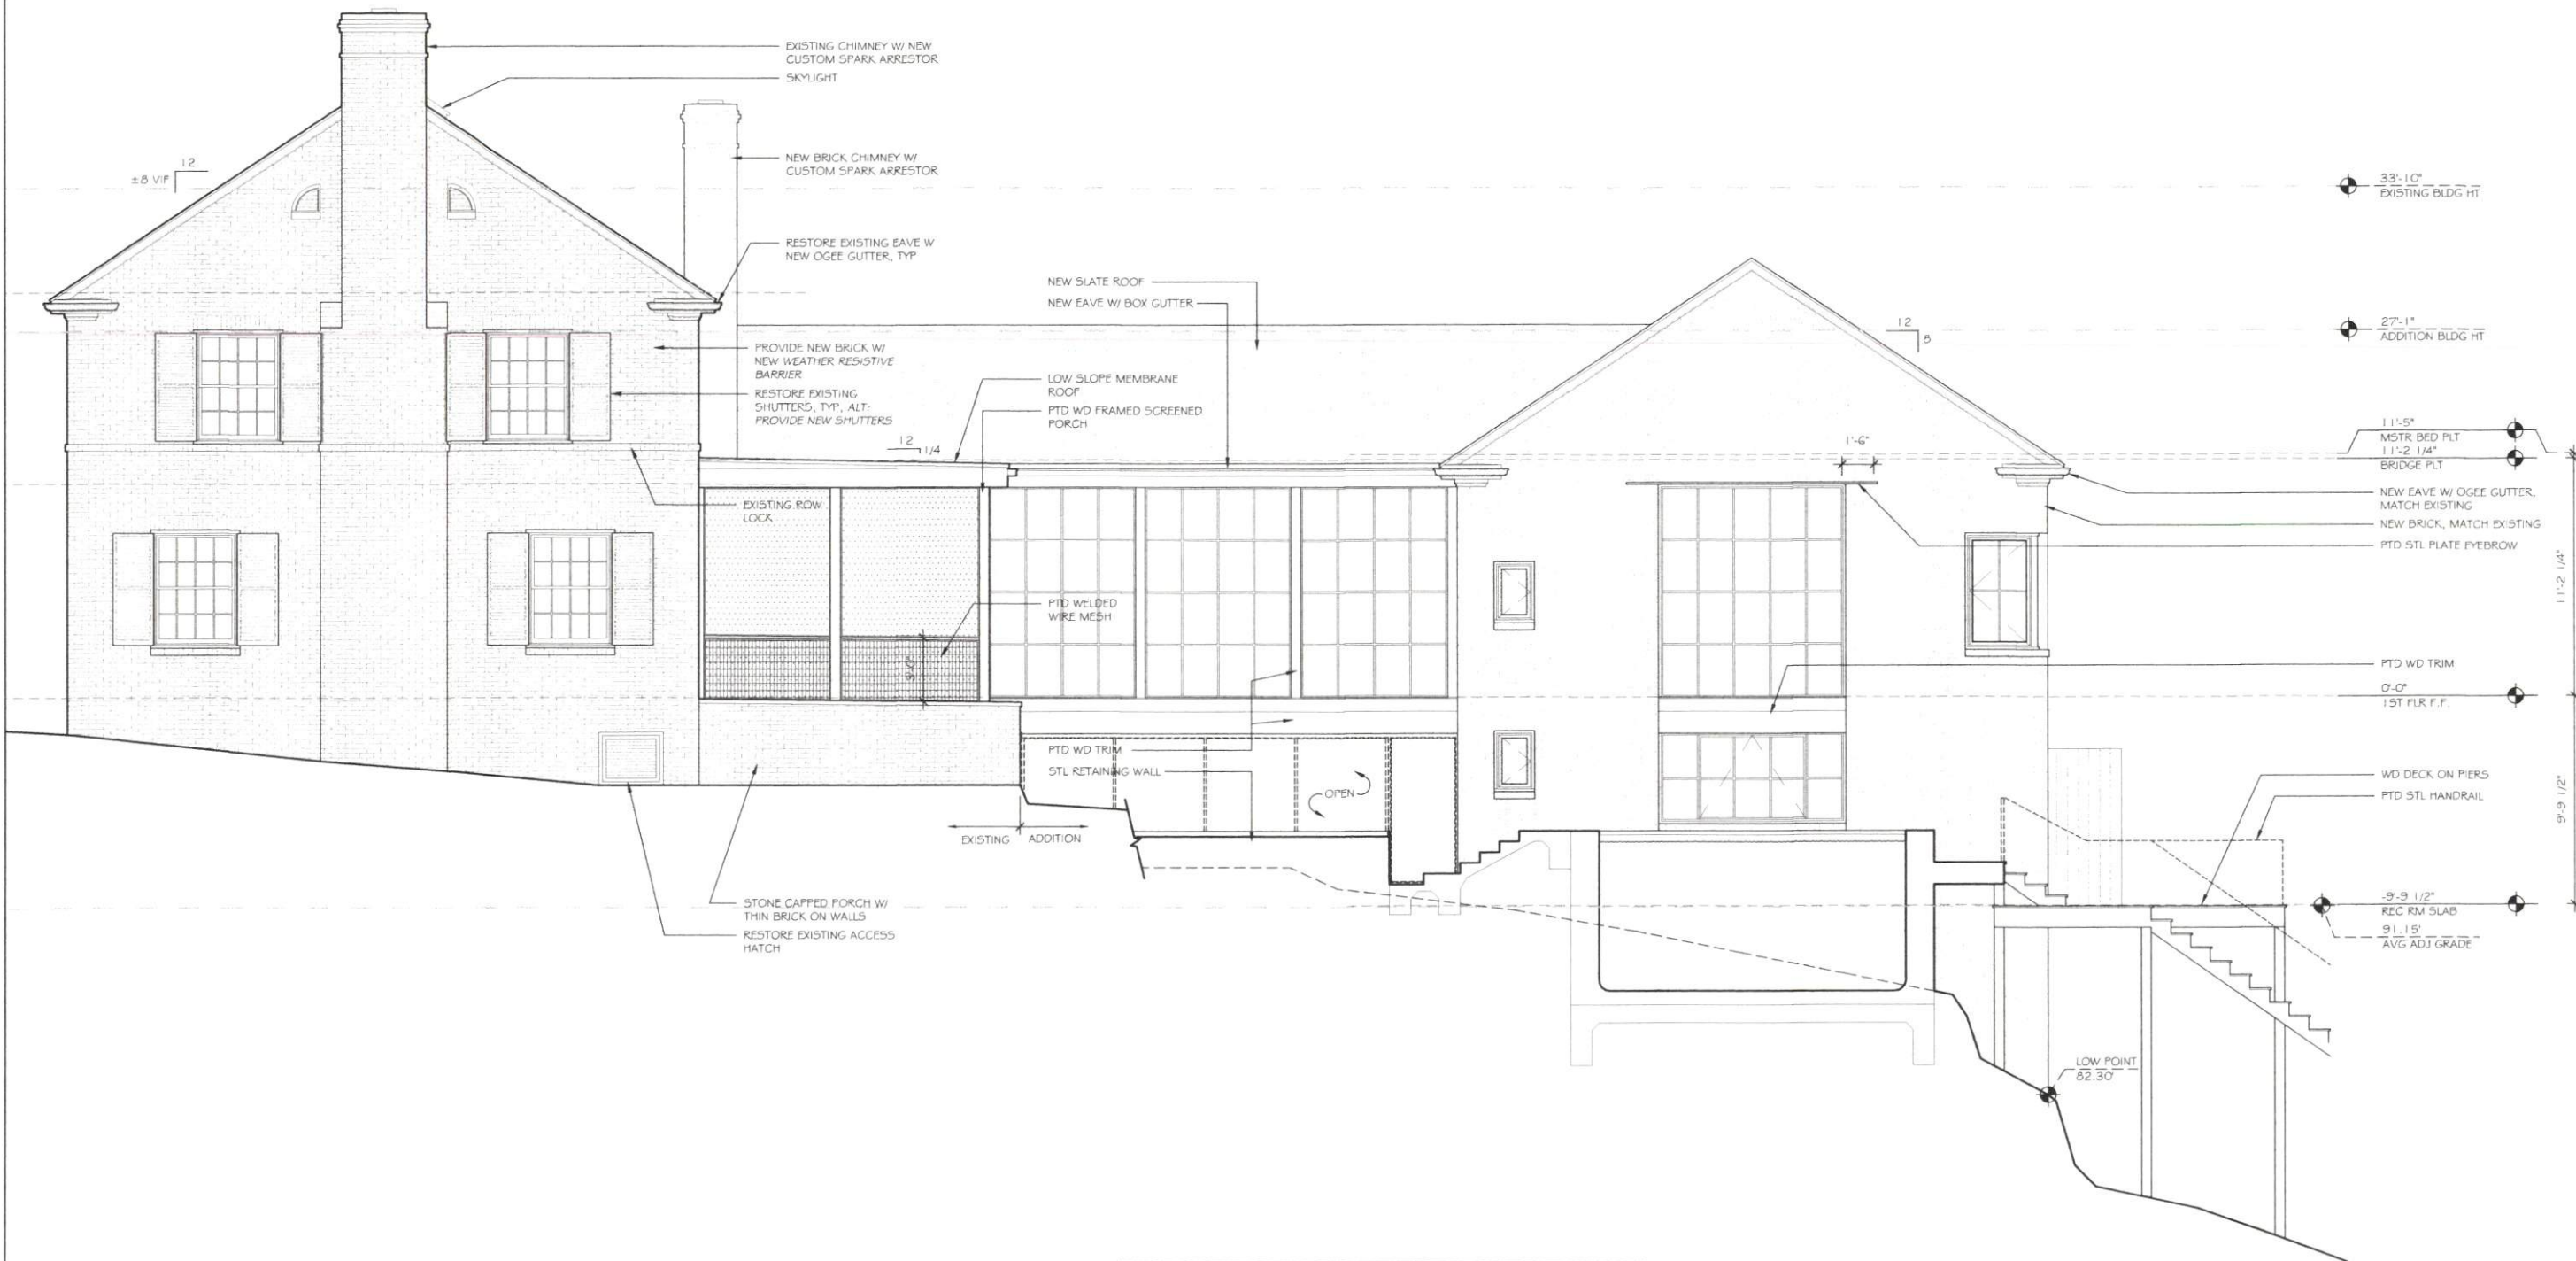 EXISTING CHIMNEY W/ NEW
CUSTOM SPARK ARRESTOR
SKYLIGHT
NEW BRICK CHIMNEY W/
CUSTOM SPARK ARRESTOR
12
±8 VIF
33'-10"
EXISTING BLDG HT
RESTORE EXISTING EAVE W
NEW OGEE GUTTER, TYP
NEW SLATE ROOF
NEW EAVE W/ BOX GUTTER
12
8
27'-1"
ADDITION BLDG HT
PROVIDE NEW BRICK W/
NEW WEATHER RESISTIVE
BARRIER
RESTORE EXISTING
SHUTTERS, TYP, ALT:
PROVIDE NEW SHUTTERS
LOW SLOPE MEMBRANE
ROOF
PTD WD FRAMED SCREENED
PORCH
12
1/4
1'-6"
11'-5"
MSTR BED PLT
11'-2 1/4"
BRIDGE PLT
EXISTING ROW
LOCK
NEW EAVE W/ OGEE GUTTER,
MATCH EXISTING
NEW BRICK, MATCH EXISTING
PTD STL PLATE EYEBROW
11'-2 1/4"
PTD WELDED
WIRE MESH
3'-0"
PTD WD TRIM
0'-0"
1ST FLR F.F.
PTD WD TRIM
STL RETAINING WALL
OPEN
WD DECK ON PIERS
PTD STL HANDRAIL
9'-9 1/2"
EXISTING
ADDITION
STONE CAPPED PORCH W/
THIN BRICK ON WALLS
RESTORE EXISTING ACCESS
HATCH
-9'-9 1/2"
REC RM SLAB
91.15'
AVG ADJ GRADE
LOW POINT
82.30'